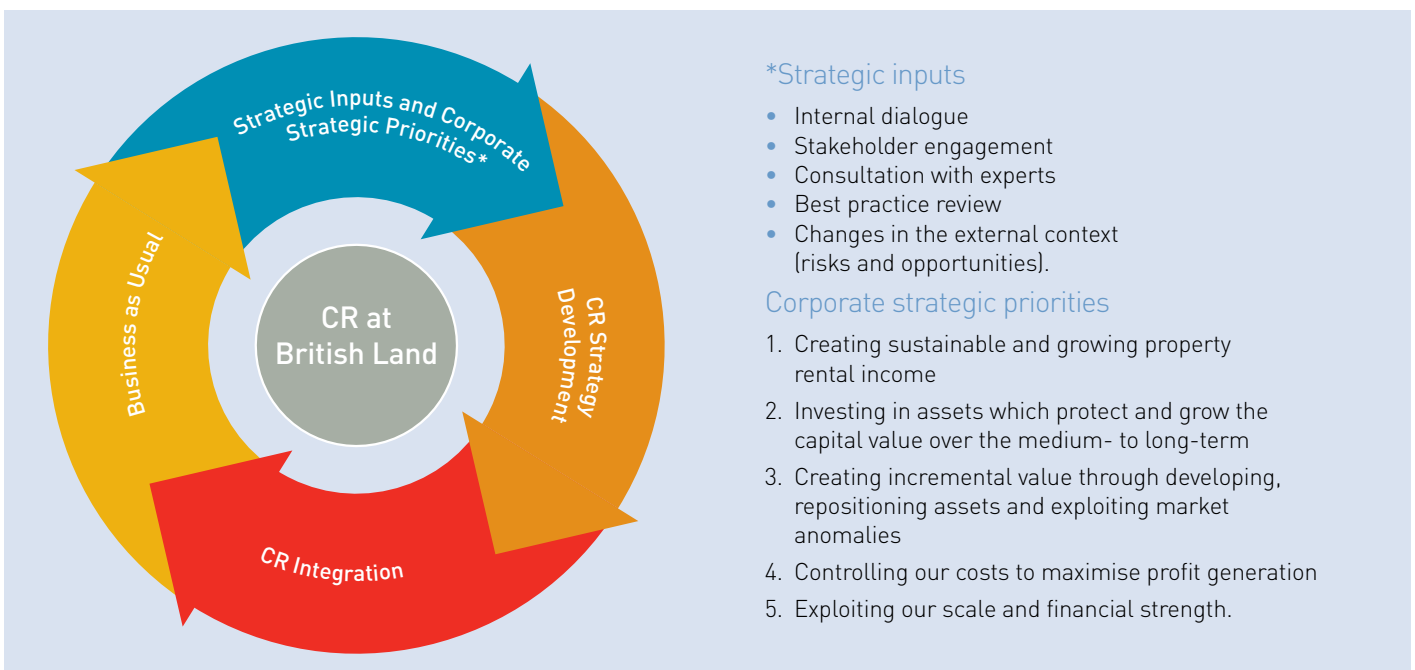 Strategic Inputs and Corporate
Strategic Priorities*
CR Strategy
Development
CR Integration
Business as Usual
CR at
British Land
*Strategic inputs
• Internal dialogue
• Stakeholder engagement
• Consultation with experts
• Best practice review
• Changes in the external context
(risks and opportunities).
Corporate strategic priorities
1. Creating sustainable and growing property
rental income
2. Investing in assets which protect and grow the
capital value over the medium- to long-term
3. Creating incremental value through developing,
repositioning assets and exploiting market
anomalies
4. Controlling our costs to maximise profit generation
5. Exploiting our scale and financial strength.